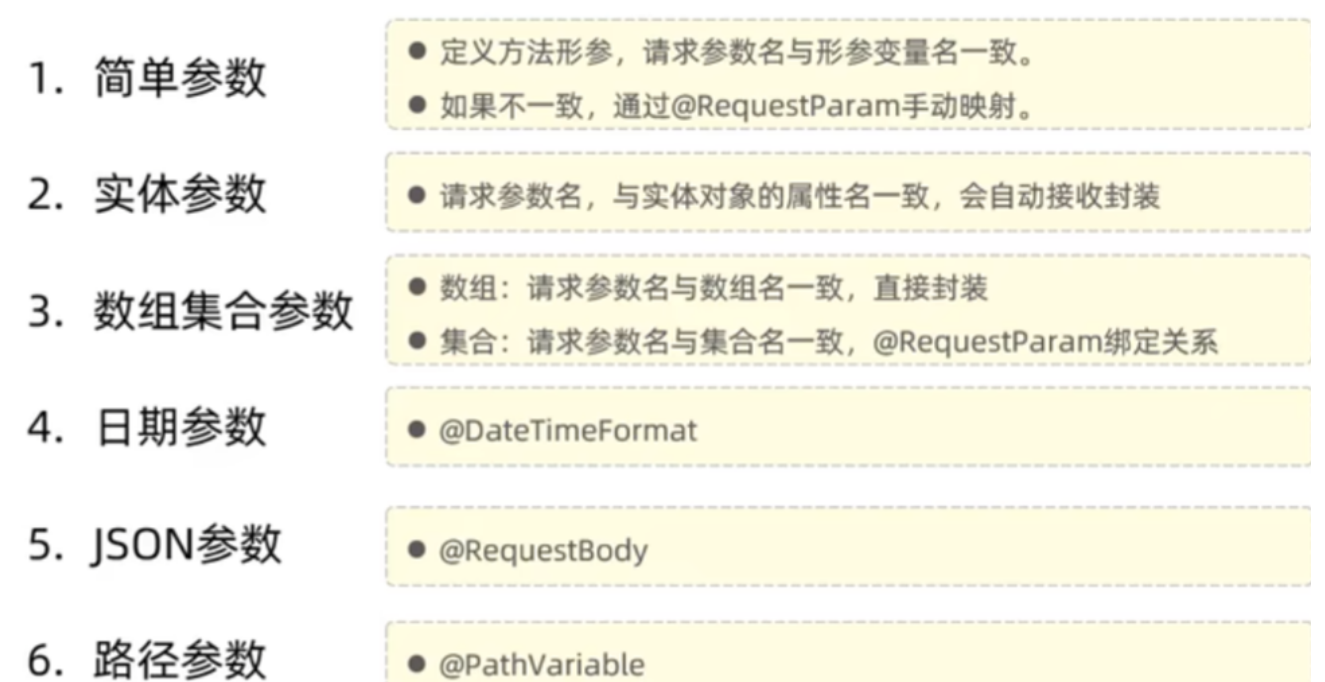 1. 简单参数
● 定义方法形参，请求参数名与形参变量名一致。
● 如果不一致，通过@RequestParam手动映射。
2. 实体参数
● 请求参数名，与实体对象的属性名一致，会自动接收封装
3. 数组集合参数
● 数组：请求参数名与数组名一致，直接封装
● 集合：请求参数名与集合名一致，@RequestParam绑定关系
4. 日期参数
● @DateTimeFormat
5. JSON参数
● @RequestBody
6. 路径参数
● @PathVariable